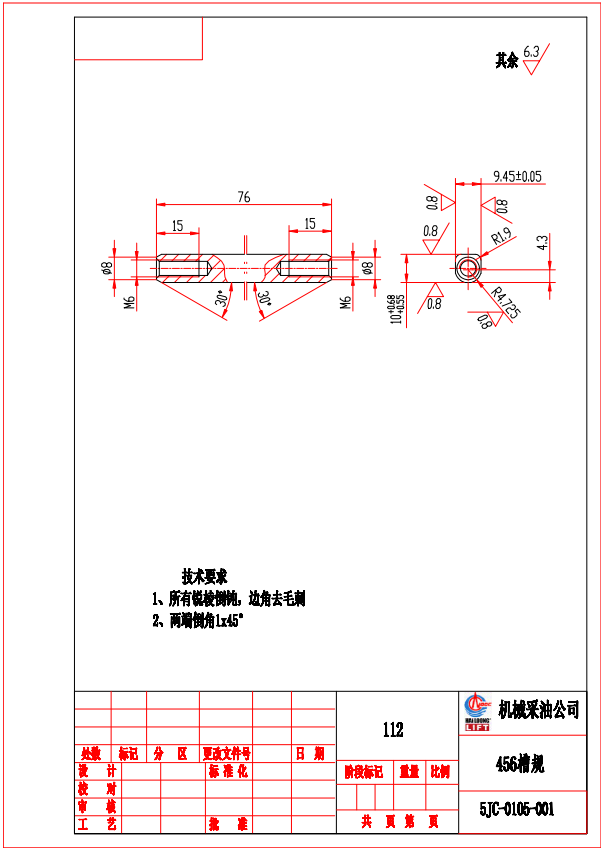 其余 6.3
9.45±0.05
76
0.8
0.8
15
15
0.8
R1.9
4.3
ø8
M6
30°
30°
M6
ø8
10+0.68+0.55
0.8
R4.725
0.8
技术要求
1、所有锐棱倒钝，边角去毛刺
2、两端倒角1x45°
112
HAILOONG
LIFT
机械采油公司
处数 标记 分 区 更改文件号 日 期
设 计 标 准 化
阶段标记 重量 比例
456槽规
校 对
审 核
工 艺 批 准
共 页 第 页
5JC-0105-001